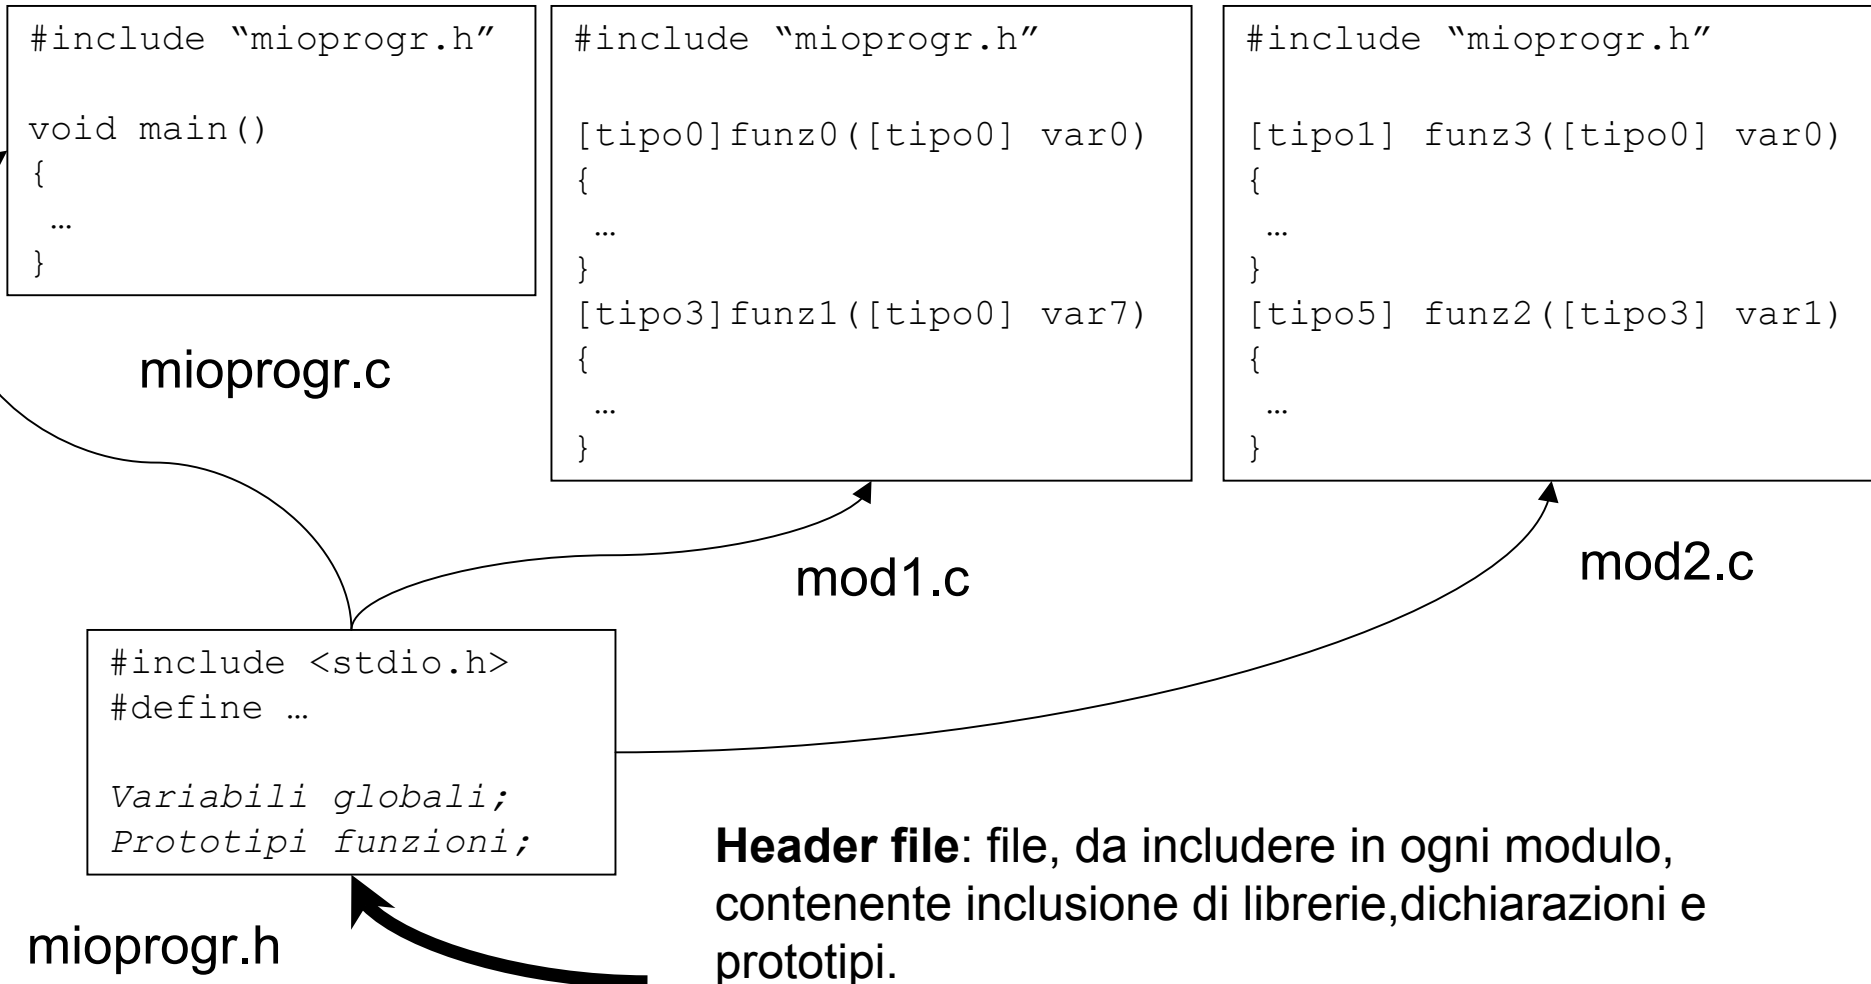 #include “mioprogr.h”
void main()
{
…
}
mioprogr.c
#include “mioprogr.h”
[tipo0]funz0([tipo0] var0)
{
…
}
[tipo3]funz1([tipo0] var7)
{
…
}
mod1.c
#include “mioprogr.h”
[tipo1] funz3([tipo0] var0)
{
…
}
[tipo5] funz2([tipo3] var1)
{
…
}
mod2.c
#include <stdio.h>
#define …
Variabili globali;
Prototipi funzioni;
mioprogr.h
Header file: file, da includere in ogni modulo,
contenente inclusione di librerie,dichiarazioni e
prototipi.